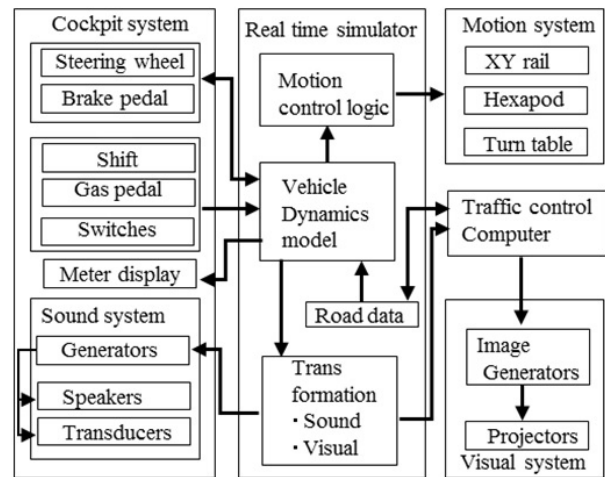 Cockpit system
Steering wheel
Brake pedal
Shift
Gas pedal
Switches
Meter display
Sound system
Generators
Speakers
Transducers
Real time simulator
Motion
control logic
Vehicle
Dynamics
model
Road data
Trans
formation
・Sound
・Visual
Motion system
XY rail
Hexapod
Turn table
Traffic control
Computer
Image
Generators
Projectors
Visual system